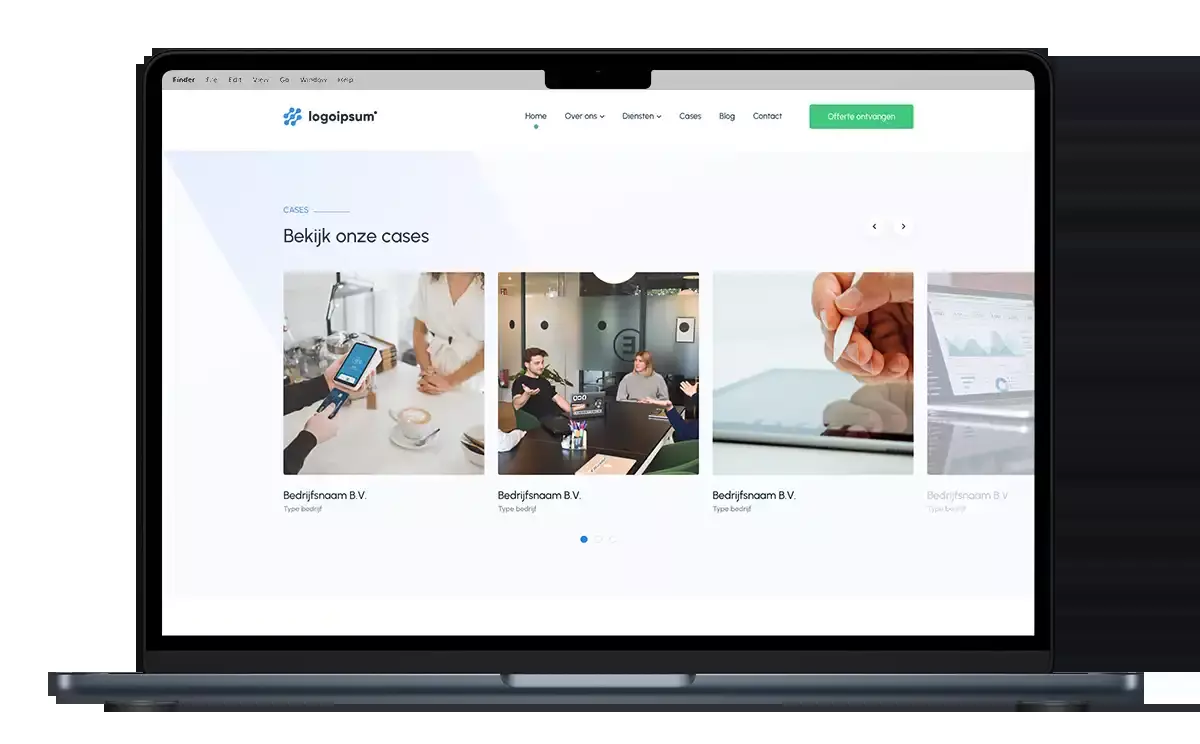 Finder File Edit View Go Window Help
logoipsum
Home Over ons Diensten Cases Blog Contact Offerte ontvangen
CASES
Bekijk onze cases
Bedrijfsnaam B.V. Bedrijfsnaam B.V. Bedrijfsnaam B.V. Bedrijfsnaam B.V
Type bedrijf Type bedrijf Type bedrijf Type bedrijf